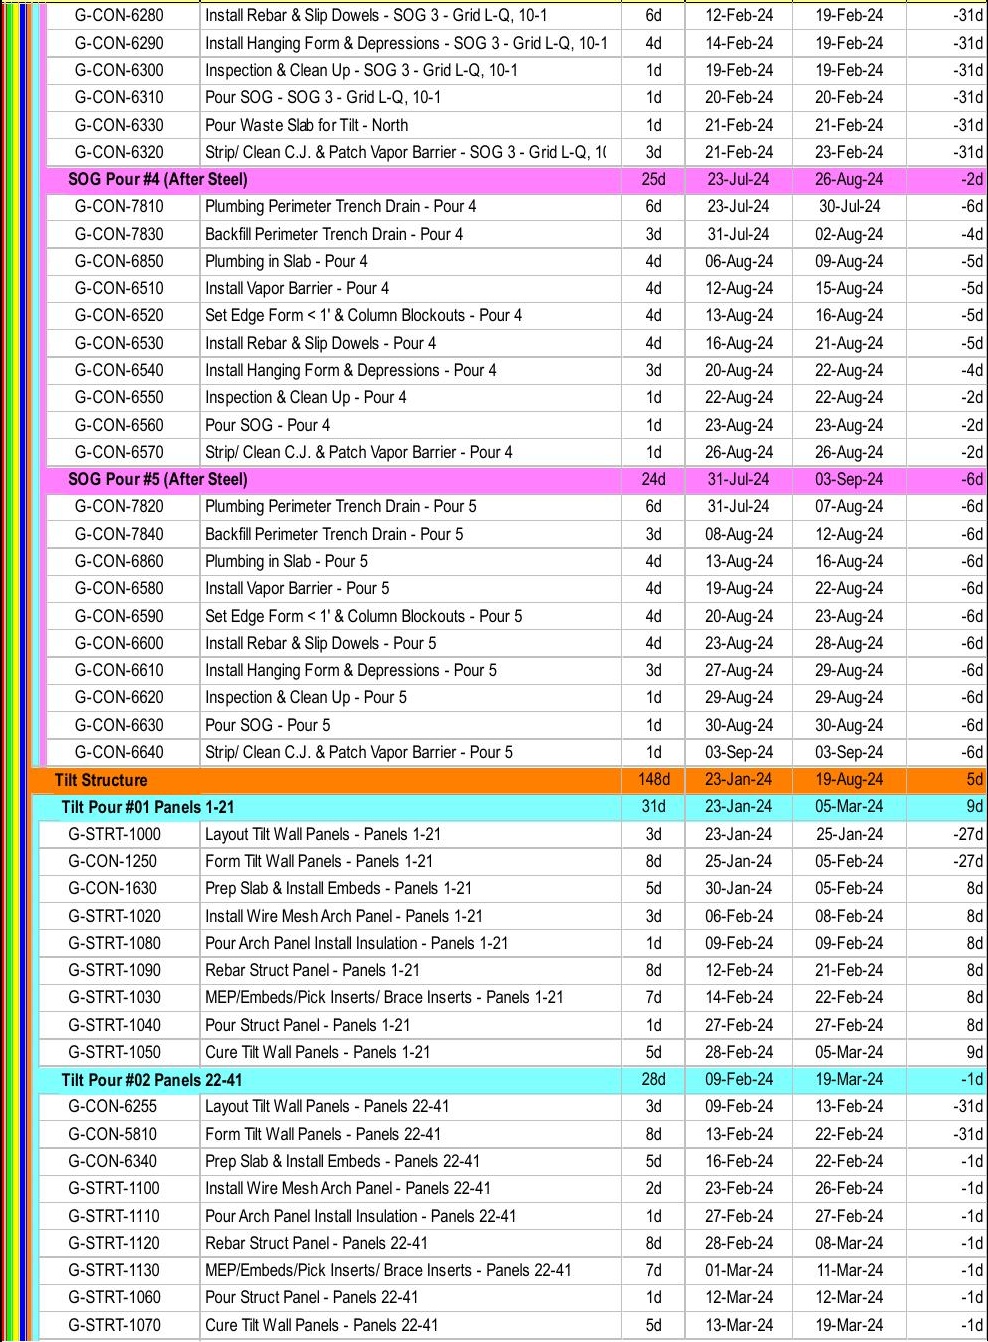 G-CON-6280 Install Rebar & Slip Dowels - SOG 3 - Grid L-Q, 10-1 6d 12-Feb-24 19-Feb-24 -31d
G-CON-6290 Install Hanging Form & Depressions - SOG 3 - Grid L-Q, 10-1 4d 14-Feb-24 19-Feb-24 -31d
G-CON-6300 Inspection & Clean Up - SOG 3 - Grid L-Q, 10-1 1d 19-Feb-24 19-Feb-24 -31d
G-CON-6310 Pour SOG - SOG 3 - Grid L-Q, 10-1 1d 20-Feb-24 20-Feb-24 -31d
G-CON-6330 Pour Waste Slab for Tilt - North 1d 21-Feb-24 21-Feb-24 -31d
G-CON-6320 Strip/ Clean C.J. & Patch Vapor Barrier - SOG 3 - Grid L-Q, 1( 3d 21-Feb-24 23-Feb-24 -31d
SOG Pour #4 (After Steel) 25d 23-Jul-24 26-Aug-24 -2d
G-CON-7810 Plumbing Perimeter Trench Drain - Pour 4 6d 23-Jul-24 30-Jul-24 -6d
G-CON-7830 Backfill Perimeter Trench Drain - Pour 4 3d 31-Jul-24 02-Aug-24 -4d
G-CON-6850 Plumbing in Slab - Pour 4 4d 06-Aug-24 09-Aug-24 -5d
G-CON-6510 Install Vapor Barrier - Pour 4 4d 12-Aug-24 15-Aug-24 -5d
G-CON-6520 Set Edge Form < 1' & Column Blockouts - Pour 4 4d 13-Aug-24 16-Aug-24 -5d
G-CON-6530 Install Rebar & Slip Dowels - Pour 4 4d 16-Aug-24 21-Aug-24 -5d
G-CON-6540 Install Hanging Form & Depressions - Pour 4 3d 20-Aug-24 22-Aug-24 -4d
G-CON-6550 Inspection & Clean Up - Pour 4 1d 22-Aug-24 22-Aug-24 -2d
G-CON-6560 Pour SOG - Pour 4 1d 23-Aug-24 23-Aug-24 -2d
G-CON-6570 Strip/ Clean C.J. & Patch Vapor Barrier - Pour 4 1d 26-Aug-24 26-Aug-24 -2d
SOG Pour #5 (After Steel) 24d 31-Jul-24 03-Sep-24 -6d
G-CON-7820 Plumbing Perimeter Trench Drain - Pour 5 6d 31-Jul-24 07-Aug-24 -6d
G-CON-7840 Backfill Perimeter Trench Drain - Pour 5 3d 08-Aug-24 12-Aug-24 -6d
G-CON-6860 Plumbing in Slab - Pour 5 4d 13-Aug-24 16-Aug-24 -6d
G-CON-6580 Install Vapor Barrier - Pour 5 4d 19-Aug-24 22-Aug-24 -6d
G-CON-6590 Set Edge Form < 1' & Column Blockouts - Pour 5 4d 20-Aug-24 23-Aug-24 -6d
G-CON-6600 Install Rebar & Slip Dowels - Pour 5 4d 23-Aug-24 28-Aug-24 -6d
G-CON-6610 Install Hanging Form & Depressions - Pour 5 3d 27-Aug-24 29-Aug-24 -6d
G-CON-6620 Inspection & Clean Up - Pour 5 1d 29-Aug-24 29-Aug-24 -6d
G-CON-6630 Pour SOG - Pour 5 1d 30-Aug-24 30-Aug-24 -6d
G-CON-6640 Strip/ Clean C.J. & Patch Vapor Barrier - Pour 5 1d 03-Sep-24 03-Sep-24 -6d
Tilt Structure 148d 23-Jan-24 19-Aug-24 5d
Tilt Pour #01 Panels 1-21 31d 23-Jan-24 05-Mar-24 9d
G-STRT-1000 Layout Tilt Wall Panels - Panels 1-21 3d 23-Jan-24 25-Jan-24 -27d
G-CON-1250 Form Tilt Wall Panels - Panels 1-21 8d 25-Jan-24 05-Feb-24 -27d
G-CON-1630 Prep Slab & Install Embeds - Panels 1-21 5d 30-Jan-24 05-Feb-24 8d
G-STRT-1020 Install Wire Mesh Arch Panel - Panels 1-21 3d 06-Feb-24 08-Feb-24 8d
G-STRT-1080 Pour Arch Panel Install Insulation - Panels 1-21 1d 09-Feb-24 09-Feb-24 8d
G-STRT-1090 Rebar Struct Panel - Panels 1-21 8d 12-Feb-24 21-Feb-24 8d
G-STRT-1030 MEP/Embeds/Pick Inserts/ Brace Inserts - Panels 1-21 7d 14-Feb-24 22-Feb-24 8d
G-STRT-1040 Pour Struct Panel - Panels 1-21 1d 27-Feb-24 27-Feb-24 8d
G-STRT-1050 Cure Tilt Wall Panels - Panels 1-21 5d 28-Feb-24 05-Mar-24 9d
Tilt Pour #02 Panels 22-41 28d 09-Feb-24 19-Mar-24 -1d
G-CON-6255 Layout Tilt Wall Panels - Panels 22-41 3d 09-Feb-24 13-Feb-24 -31d
G-CON-5810 Form Tilt Wall Panels - Panels 22-41 8d 13-Feb-24 22-Feb-24 -31d
G-CON-6340 Prep Slab & Install Embeds - Panels 22-41 5d 16-Feb-24 22-Feb-24 -1d
G-STRT-1100 Install Wire Mesh Arch Panel - Panels 22-41 2d 23-Feb-24 26-Feb-24 -1d
G-STRT-1110 Pour Arch Panel Install Insulation - Panels 22-41 1d 27-Feb-24 27-Feb-24 -1d
G-STRT-1120 Rebar Struct Panel - Panels 22-41 8d 28-Feb-24 08-Mar-24 -1d
G-STRT-1130 MEP/Embeds/Pick Inserts/ Brace Inserts - Panels 22-41 7d 01-Mar-24 11-Mar-24 -1d
G-STRT-1060 Pour Struct Panel - Panels 22-41 1d 12-Mar-24 12-Mar-24 -1d
G-STRT-1070 Cure Tilt Wall Panels - Panels 22-41 5d 13-Mar-24 19-Mar-24 -1d